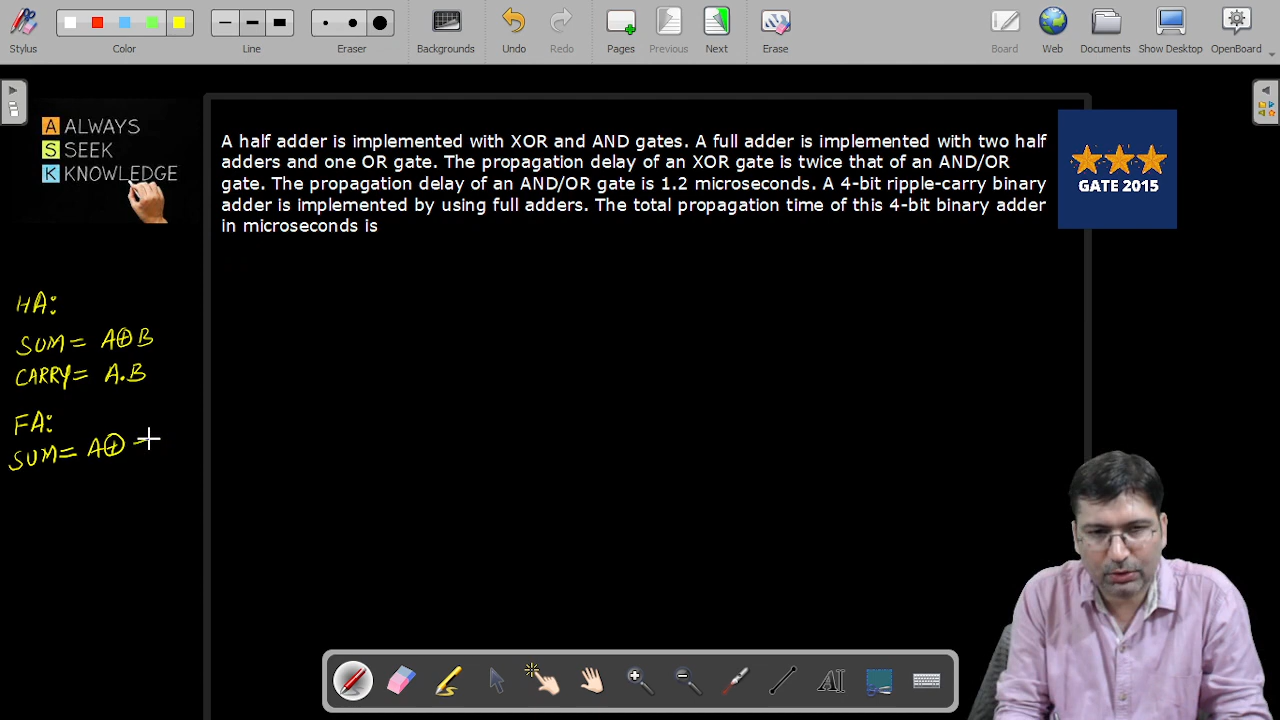 Stylus Color Line Eraser Backgrounds Undo Redo Pages Previous Next Erase Board Web Documents Show Desktop OpenBoard
A ALWAYS
S SEEK
K KNOWLEDGE
A half adder is implemented with XOR and AND gates. A full adder is implemented with two half
adders and one OR gate. The propagation delay of an XOR gate is twice that of an AND/OR
gate. The propagation delay of an AND/OR gate is 1.2 microseconds. A 4-bit ripple-carry binary
adder is implemented by using full adders. The total propagation time of this 4-bit binary adder
in microseconds is
GATE 2015
HA:
SUM= A⊕B
CARRY= A.B
FA:
SUM= A⊕
AI